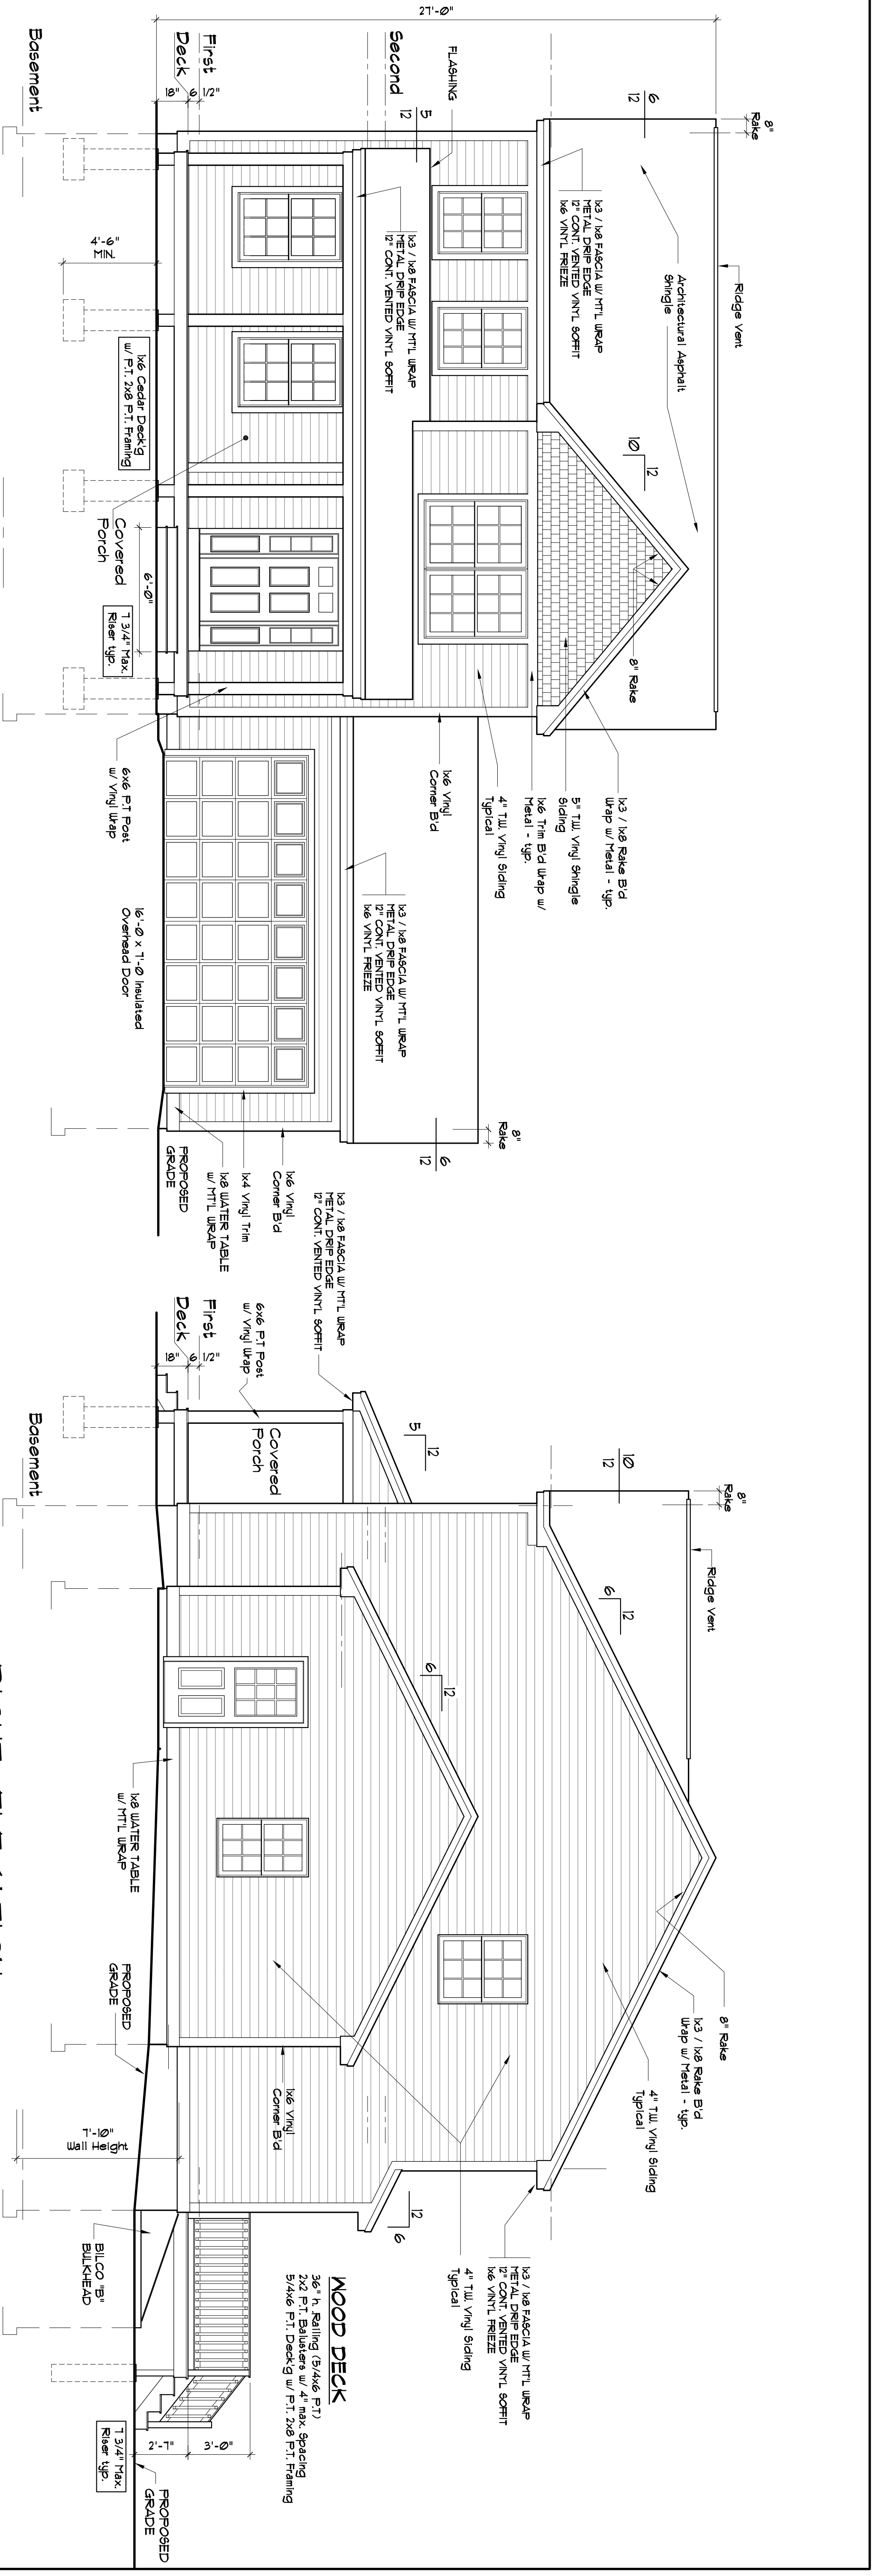 27'-0"
8"
Rake
6
12
Ridge Vent
Architectural Asphalt
Shingle
1x3 / 1x8 FASCIA W/ MT'L WRAP
METAL DRIP EDGE
12" CONT. VENTED VINYL SOFFIT
1x6 VINYL FRIEZE
12
10
8" Rake
1x3 / 1x8 Rake B'd
Wrap w/ Metal - typ.
5" T.W. Vinyl Shingle
Siding
1x6 Trim B'd Wrap w/
Metal - typ.
4" T.W. Vinyl Siding
Typical
1x6 Vinyl
Corner B'd
FLASHING
5
12
Second
1x3 / 1x8 FASCIA W/ MT'L WRAP
METAL DRIP EDGE
12" CONT. VENTED VINYL SOFFIT
1x3 / 1x8 FASCIA W/ MT'L WRAP
METAL DRIP EDGE
12" CONT. VENTED VINYL SOFFIT
1x6 VINYL FRIEZE
8"
Rake
6
12
First
Deck
18"
6 1/2"
Basement
4'-6"
MIN.
1x6 Cedar Deck'g
w/ P.T. 2x8 P.T. Framing
Covered
Porch
6'-0"
7 3/4" Max.
Riser typ.
6x6 P.T Post
w/ Vinyl Wrap
16'-0 x 7'-0 Insulated
Overhead Door
1x6 Vinyl
Corner B'd
1x4 Vinyl Trim
1x8 WATER TABLE
w/ MT'L WRAP
PROPOSED
GRADE
8"
Rake
10
12
Ridge Vent
12
6
8" Rake
1x3 / 1x8 Rake B'd
Wrap w/ Metal - typ.
4" T.W. Vinyl Siding
Typical
1x3 / 1x8 FASCIA W/ MT'L WRAP
METAL DRIP EDGE
12" CONT. VENTED VINYL SOFFIT
1x6 VINYL FRIEZE
4" T.W. Vinyl Siding
Typical
12
5
12
6
12
6
1x3 / 1x8 FASCIA W/ MT'L WRAP
METAL DRIP EDGE
12" CONT. VENTED VINYL SOFFIT
6x6 P.T Post
w/ Vinyl Wrap
Covered
Porch
First
Deck
18"
6 1/2"
Basement
1x8 WATER TABLE
w/ MT'L WRAP
PROPOSED
GRADE
1x6 Vinyl
Corner B'd
7'-10"
Wall Height
BILCO "B"
BULKHEAD
WOOD DECK
36" h. Railing (5/4x6 P.T)
2x2 P.T. Balusters w/ 4" max. Spacing
5/4x6 P.T. Deck'g w/ P.T. 2x8 P.T. Framing
3'-0"
2'-7"
7 3/4" Max.
Riser typ.
PROPOSED
GRADE